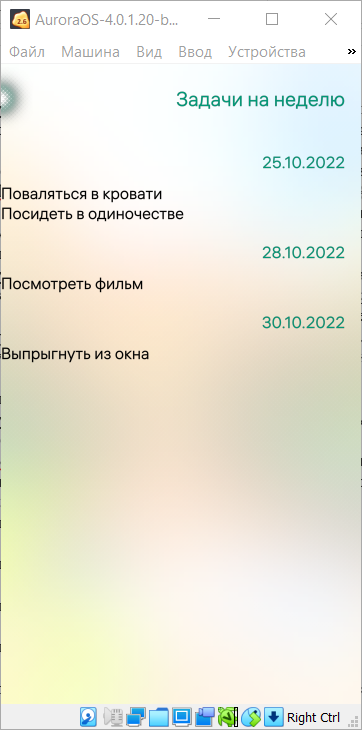 AuroraOS-4.0.1.20-b...
Файл Машина Вид Ввод Устройства »
Задачи на неделю
25.10.2022
Поваляться в кровати
Посидеть в одиночестве
28.10.2022
Посмотреть фильм
30.10.2022
Выпрыгнуть из окна
Right Ctrl